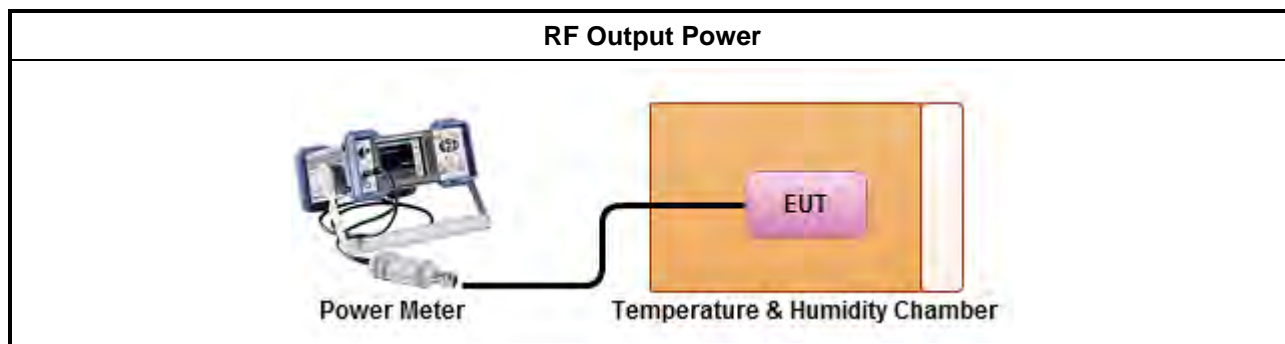 RF Output Power
EUT
Power Meter
Temperature & Humidity Chamber